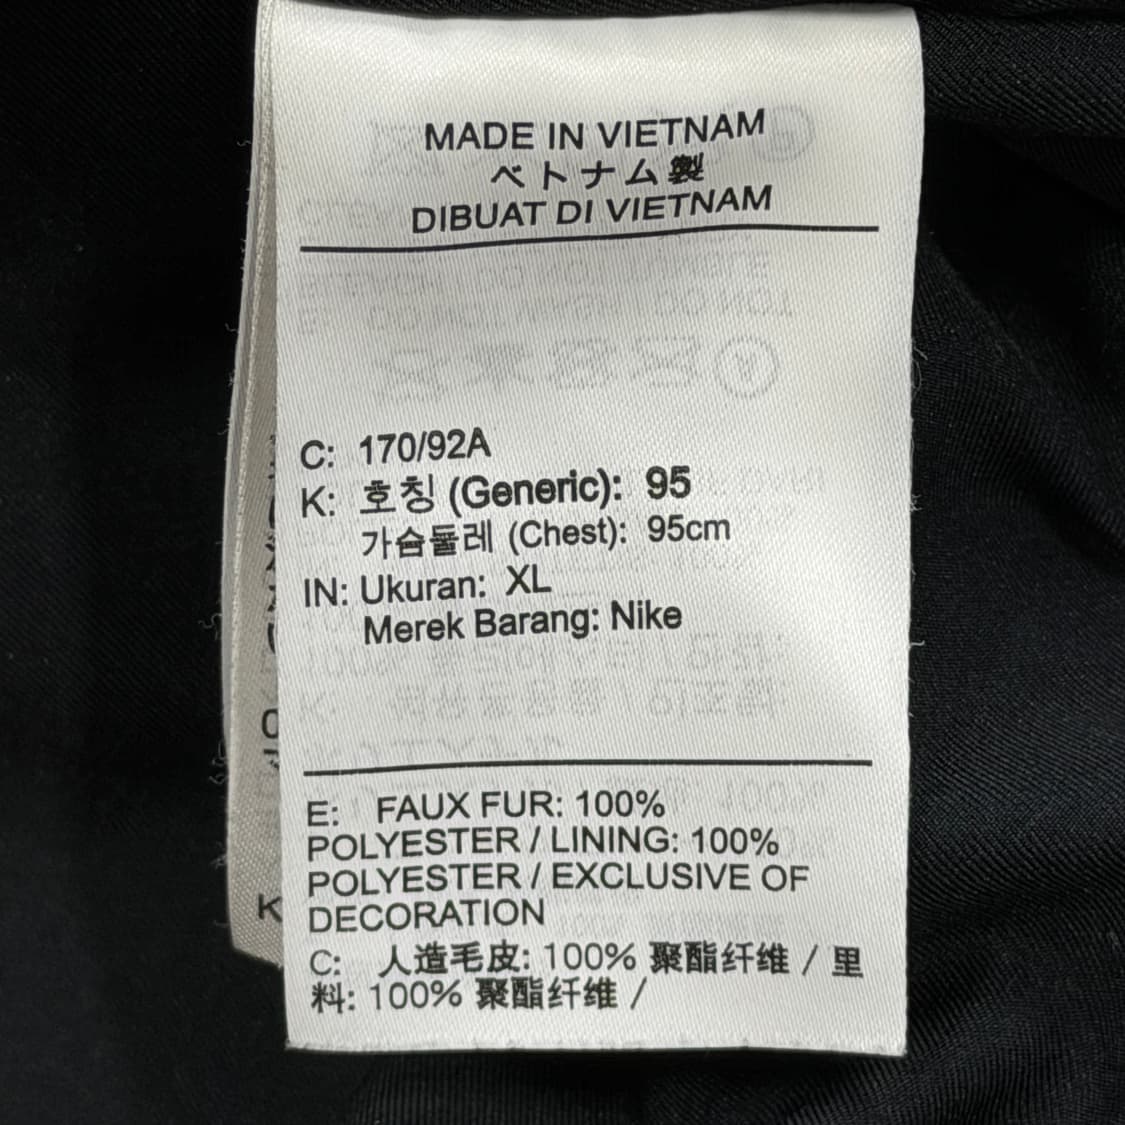 MADE IN VIETNAM
ベトナム製
DIBUAT DI VIETNAM
C: 170/92A
K: 호칭 (Generic): 95
가슴둘레 (Chest): 95cm
IN: Ukuran: XL
Merek Barang: Nike
E: FAUX FUR: 100%
POLYESTER / LINING: 100%
POLYESTER / EXCLUSIVE OF
DECORATION
C: 人造毛皮: 100% 聚酯纤维 / 里
料: 100% 聚酯纤维 /
K